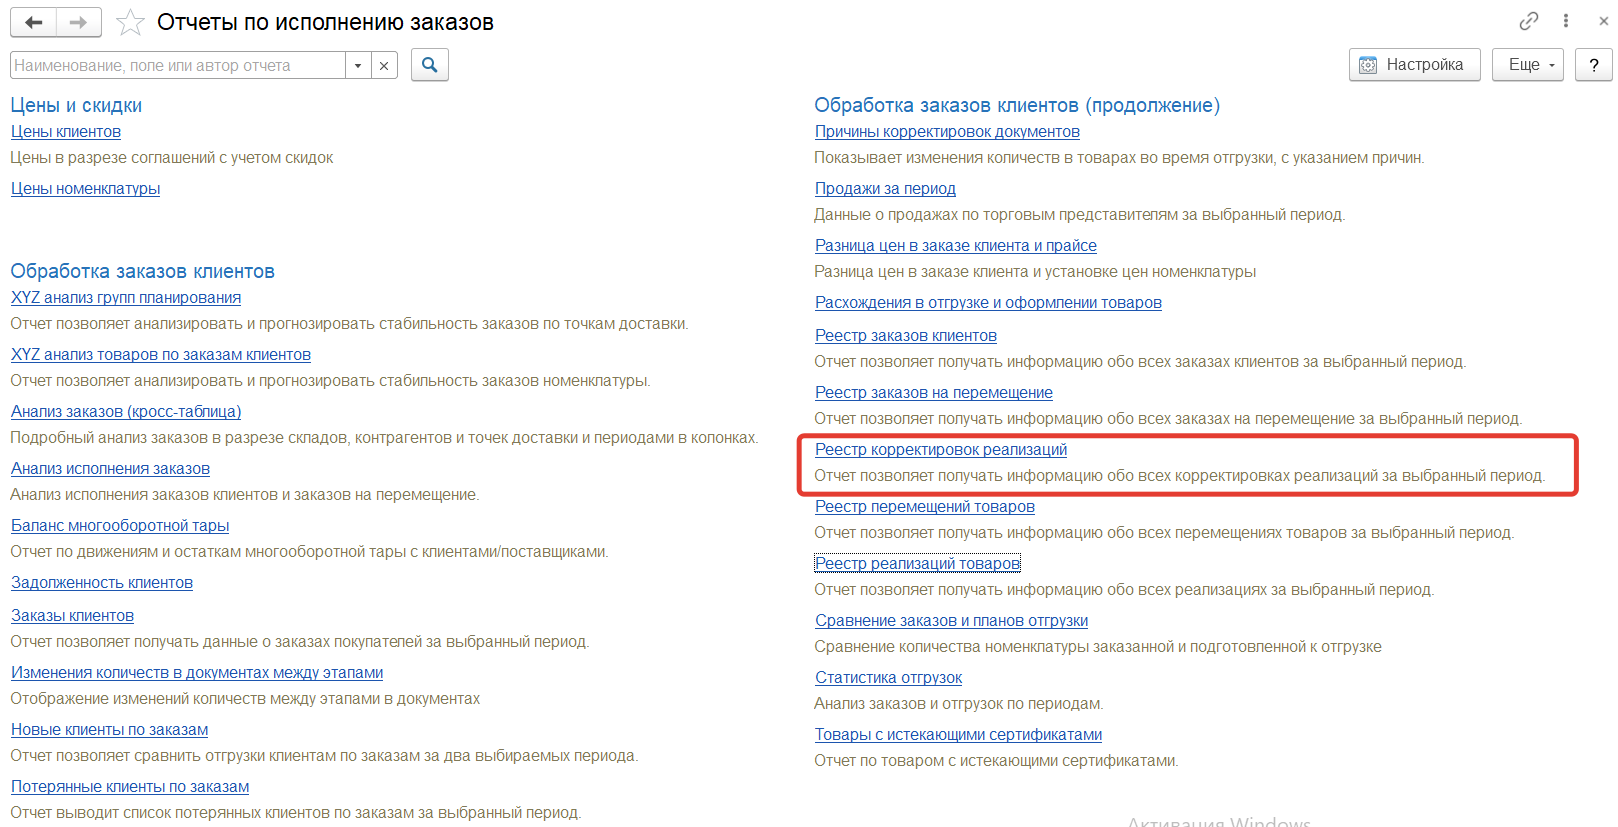 Отчеты по исполнению заказов
Наименование, поле или автор отчета
Настройка
Еще
?
Цены и скидки
Цены клиентов
Цены в разрезе соглашений с учетом скидок
Цены номенклатуры
Обработка заказов клиентов
XYZ анализ групп планирования
Отчет позволяет анализировать и прогнозировать стабильность заказов по точкам доставки.
XYZ анализ товаров по заказам клиентов
Отчет позволяет анализировать и прогнозировать стабильность заказов номенклатуры.
Анализ заказов (кросс-таблица)
Подробный анализ заказов в разрезе складов, контрагентов и точек доставки и периодами в колонках.
Анализ исполнения заказов
Анализ исполнения заказов клиентов и заказов на перемещение.
Баланс многооборотной тары
Отчет по движениям и остаткам многооборотной тары с клиентами/поставщиками.
Задолженность клиентов
Заказы клиентов
Отчет позволяет получать данные о заказах покупателей за выбранный период.
Изменения количеств в документах между этапами
Отображение изменений количеств между этапами в документах
Новые клиенты по заказам
Отчет позволяет сравнить отгрузки клиентам по заказам за два выбираемых периода.
Потерянные клиенты по заказам
Отчет выводит список потерянных клиентов по заказам за выбранный период.
Обработка заказов клиентов (продолжение)
Причины корректировок документов
Показывает изменения количеств в товарах во время отгрузки, с указанием причин.
Продажи за период
Данные о продажах по торговым представителям за выбранный период.
Разница цен в заказе клиента и прайсе
Разница цен в заказе клиента и установке цен номенклатуры
Расхождения в отгрузке и оформлении товаров
Реестр заказов клиентов
Отчет позволяет получать информацию обо всех заказах клиентов за выбранный период.
Реестр заказов на перемещение
Отчет позволяет получать информацию обо всех заказах на перемещение за выбранный период.
Реестр корректировок реализаций
Отчет позволяет получать информацию обо всех корректировках реализаций за выбранный период.
Реестр перемещений товаров
Отчет позволяет получать информацию обо всех перемещениях товаров за выбранный период.
Реестр реализаций товаров
Отчет позволяет получать информацию обо всех реализациях за выбранный период.
Сравнение заказов и планов отгрузки
Сравнение количества номенклатуры заказанной и подготовленной к отгрузке
Статистика отгрузок
Анализ заказов и отгрузок по периодам.
Товары с истекающими сертификатами
Отчет по товаром с истекающими сертификатами.
Активация Windows